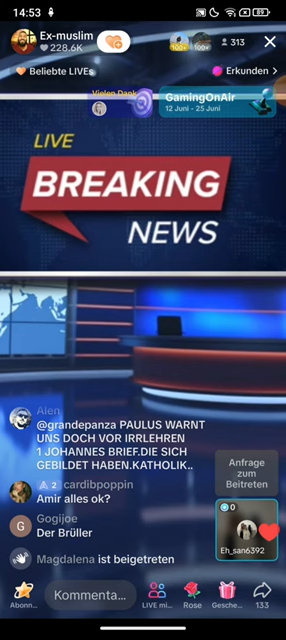 14:53
89
Ex-muslim
228.6K
100+
100+
313
Beliebte LIVEs
Erkunden >
Vielen Dank
GamingOnAir
12 Juni - 25 Juni
LIVE
BREAKING
NEWS
Alen
@grandepanza PAULUS WARNT
UNS DOCH VOR IRRLEHREN
1 JOHANNES BRIEF.DIE SICH
GEBILDET HABEN.KATHOLIK..
2 cardibpoppin
Amir alles ok?
G Gogijoe
Der Brüller
Magdalena ist beigetreten
Anfrage
zum
Beitreten
0
Eh_san6392
Kommenta...
Abonn...
LIVE mi...
Rose
Gesche...
133